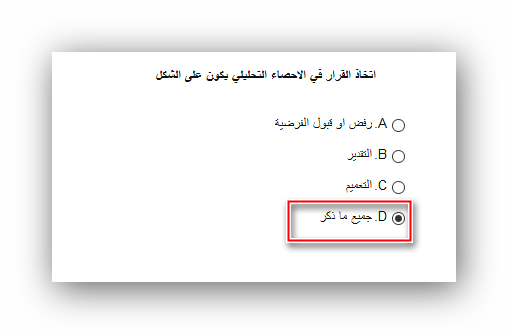 اتخاذ القرار في الاحصاء التحليلي يكون على الشكل
A. رفض او قبول الفرضية
B. التقدير
C. التعميم
D. جميع ما ذكر